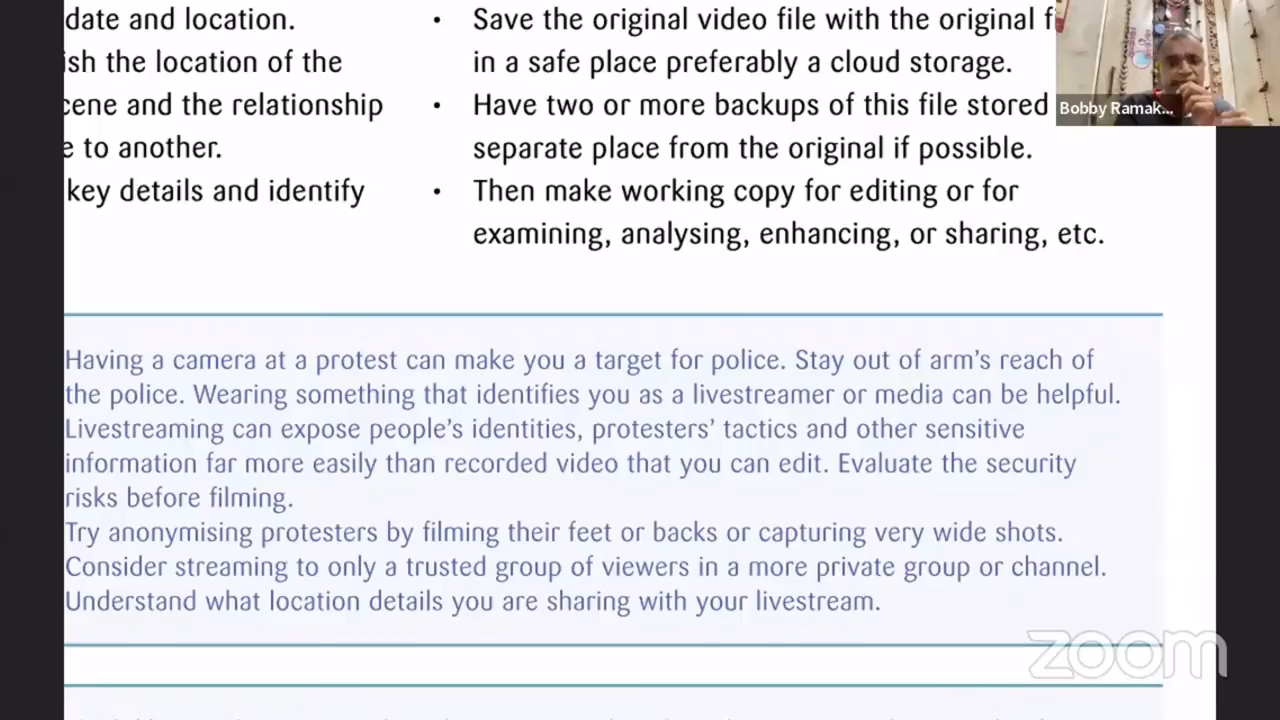 date and location.
the location of the
and the relationship
to another.
key details and identify
• Save the original video file with the original
in a safe place preferably a cloud storage.
• Have two or more backups of this file stored
separate place from the original if possible.
• Then make working copy for editing or for
examining, analysing, enhancing, or sharing, etc.
Bobby Ramak...
Having a camera at a protest can make you a target for police. Stay out of arm's reach of
the police. Wearing something that identifies you as a livestreamer or media can be helpful.
Livestreaming can expose people's identities, protesters' tactics and other sensitive
information far more easily than recorded video that you can edit. Evaluate the security
risks before filming.
Try anonymising protesters by filming their feet or backs or capturing very wide shots.
Consider streaming to only a trusted group of viewers in a more private group or channel.
Understand what location details you are sharing with your livestream.
zoom